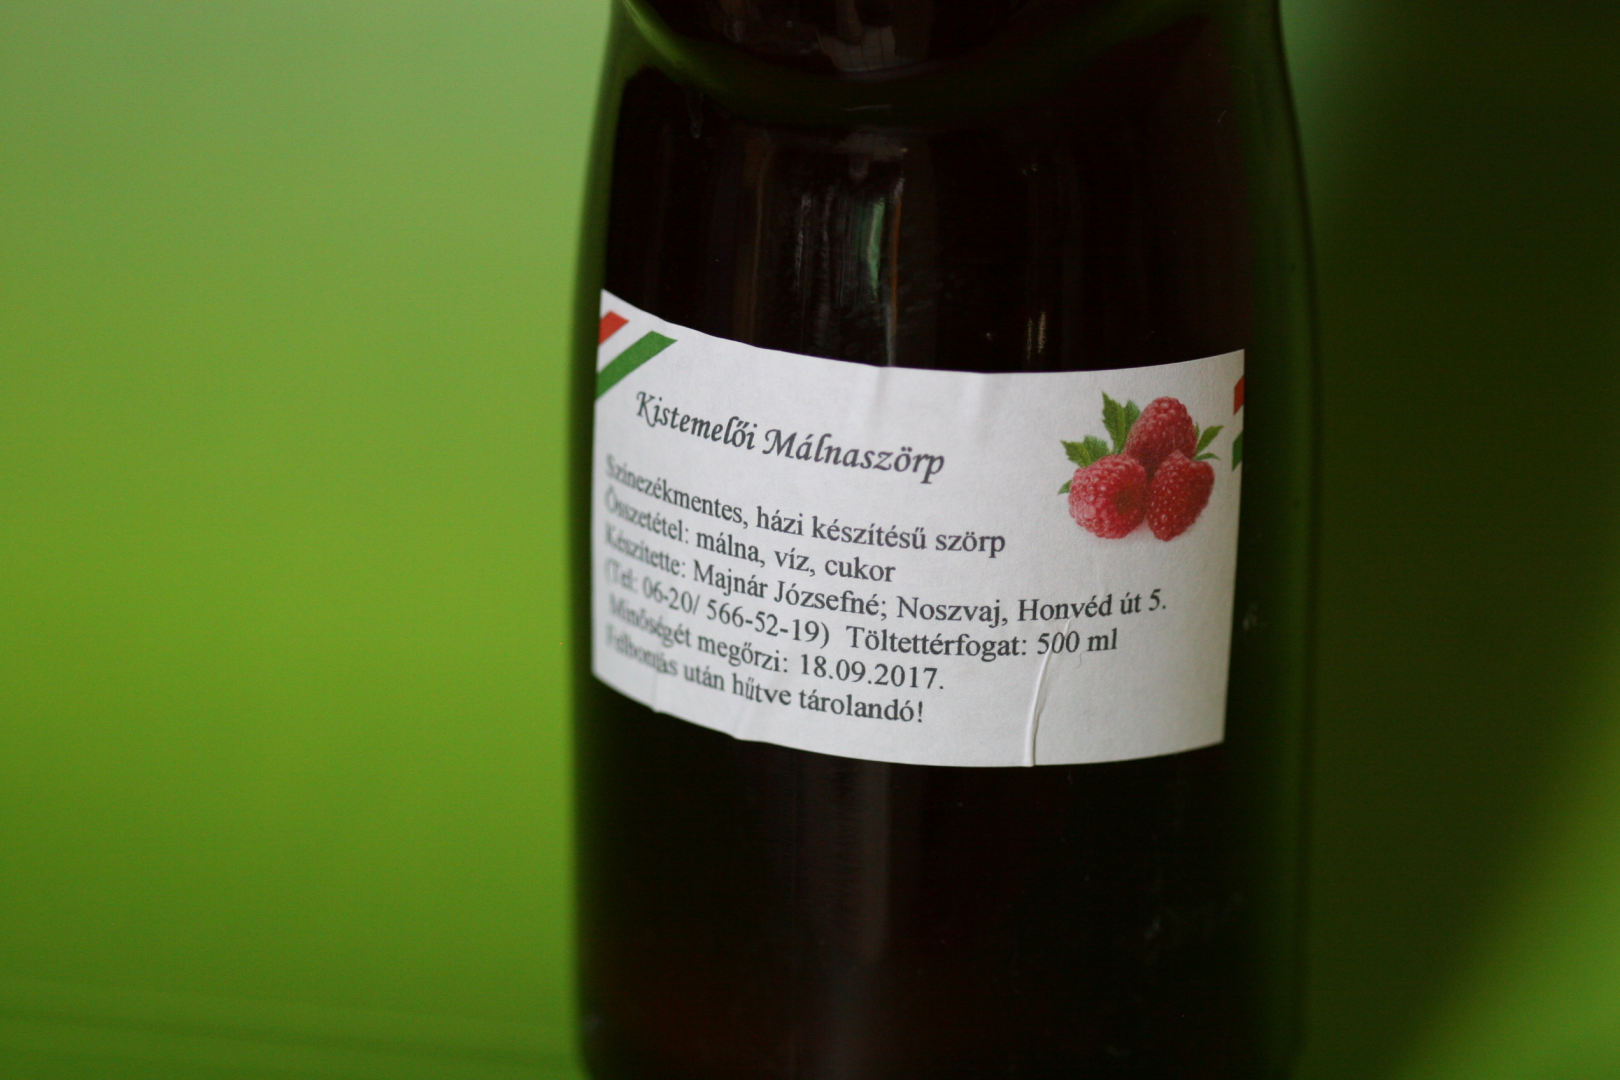 Kistemelői Málnaszörp
Színezékmentes, házi készítésű szörp
Összetétel: málna, víz, cukor
Készítette: Majnár Józsefné; Noszvaj, Honvéd út 5.
(Tel: 06-20/ 566-52-19) Töltettérfogat: 500 ml
Minőségét megőrzi: 18.09.2017.
Felbontás után hűtve tárolandó!